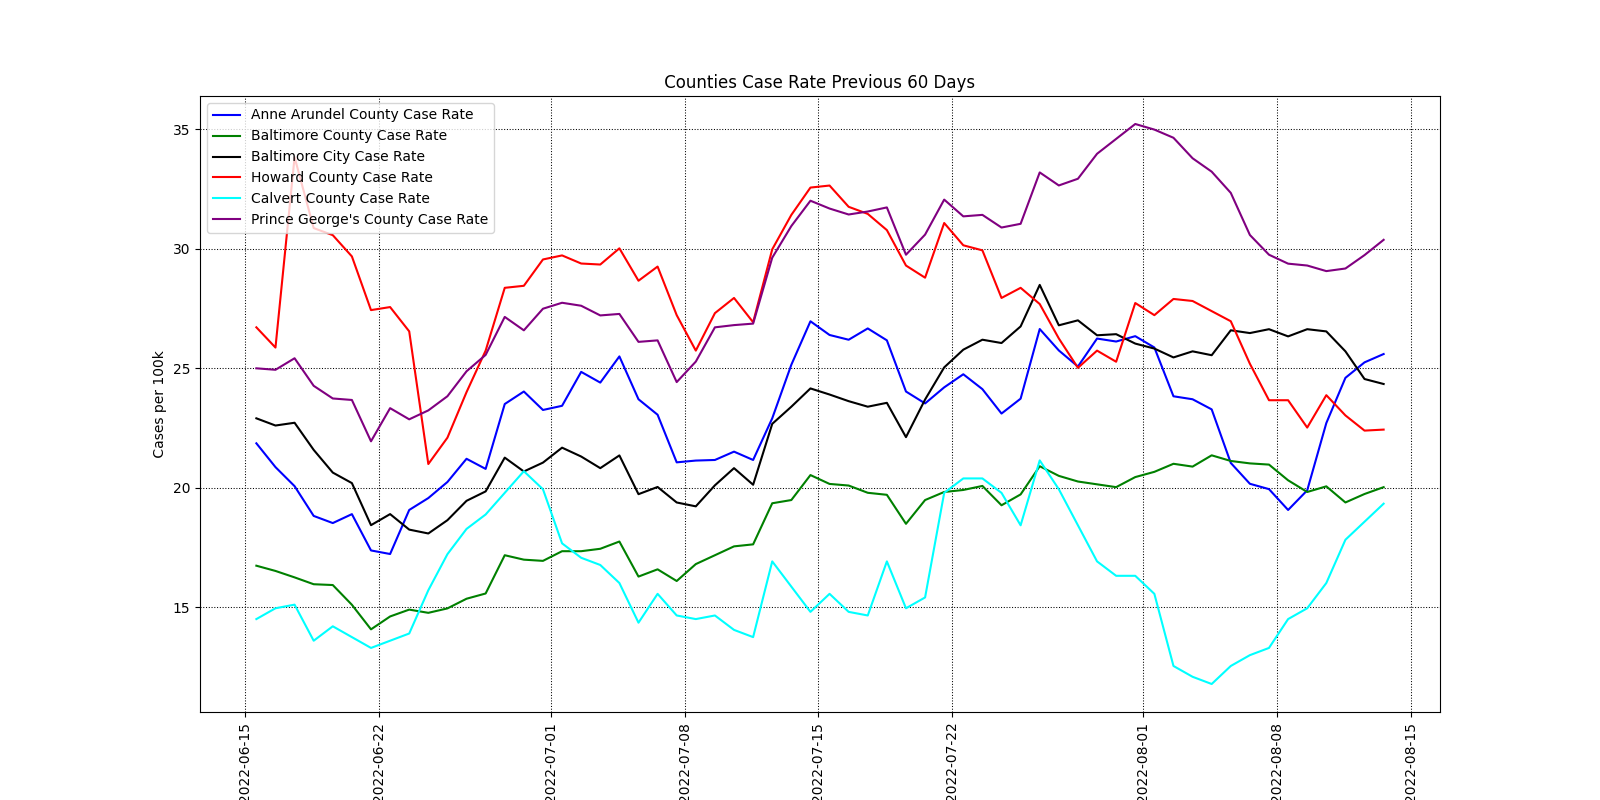 Counties Case Rate Previous 60 Days
Anne Arundel County Case Rate
Baltimore County Case Rate
Baltimore City Case Rate
Howard County Case Rate
Calvert County Case Rate
Prince George's County Case Rate
Cases per 100k
35
30
25
20
15
2022-06-15
2022-06-22
2022-07-01
2022-07-08
2022-07-15
2022-07-22
2022-08-01
2022-08-08
2022-08-15